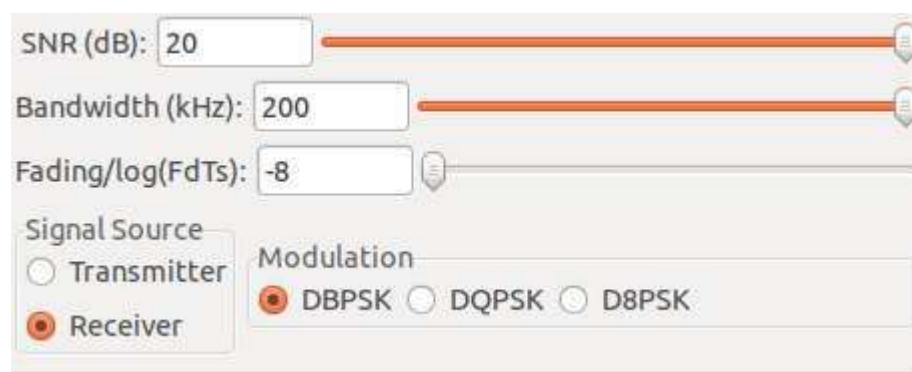 SNR (dB): 20
Bandwidth (kHz): 200
Fading/log(FdTs): -8
Signal Source
Transmitter
Receiver
Modulation
DBPSK DQPSK D8PSK